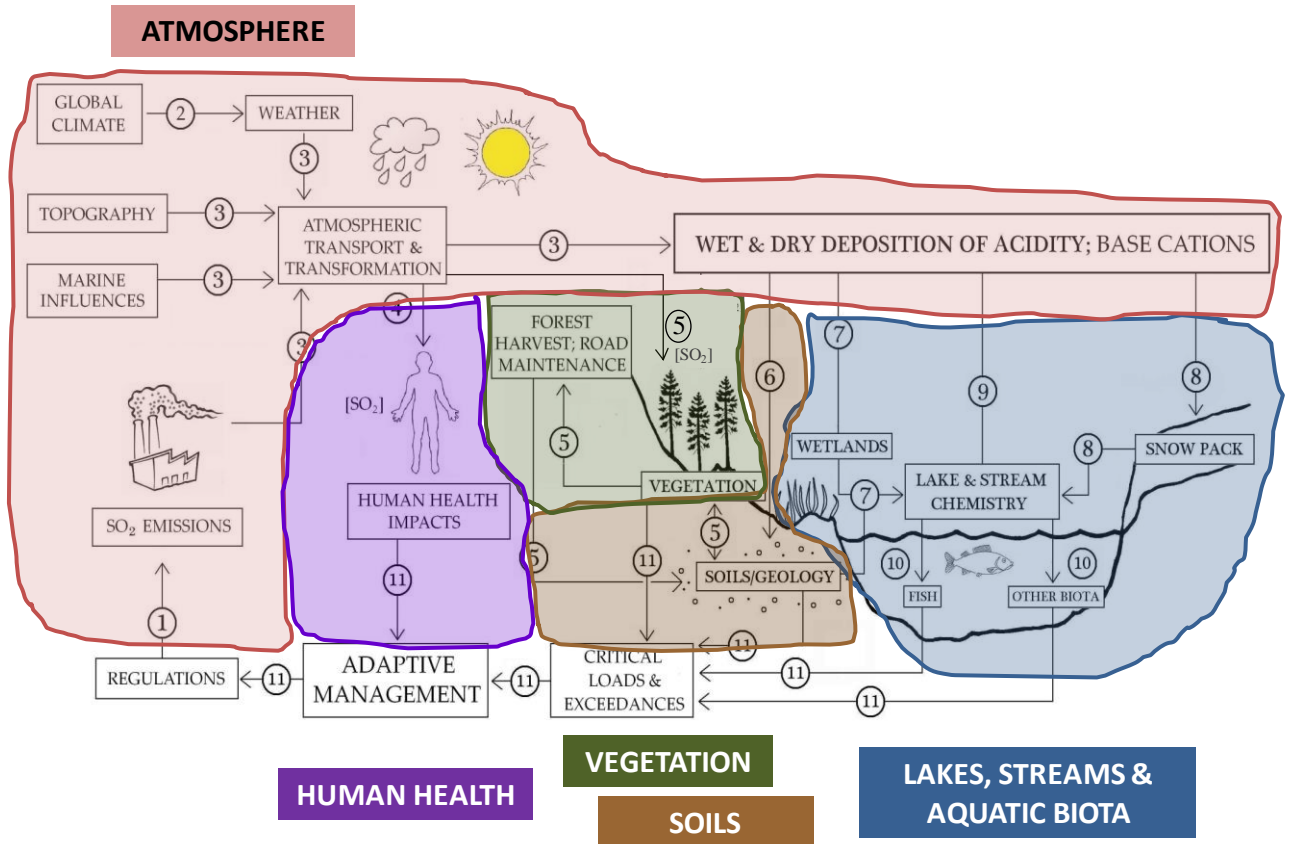 ATMOSPHERE
GLOBAL
CLIMATE
2
WEATHER
3
TOPOGRAPHY
3
ATMOSPHERIC
TRANSPORT &
TRANSFORMATION
3
WET & DRY DEPOSITION OF ACIDITY; BASE CATIONS
MARINE
INFLUENCES
3
3
4
[SO₂]
HUMAN HEALTH
IMPACTS
11
FOREST
HARVEST; ROAD
MAINTENANCE
5
[SO₂]
5
VEGETATION
5
5
11
SOILS/GEOLOGY
6
7
WETLANDS
7
9
8
SNOW PACK
8
LAKE & STREAM
CHEMISTRY
10
FISH
10
OTHER BIOTA
SO₂ EMISSIONS
1
REGULATIONS
11
ADAPTIVE
MANAGEMENT
11
CRITICAL
LOADS &
EXCEEDANCES
11
11
11
HUMAN HEALTH
VEGETATION
SOILS
LAKES, STREAMS &
AQUATIC BIOTA